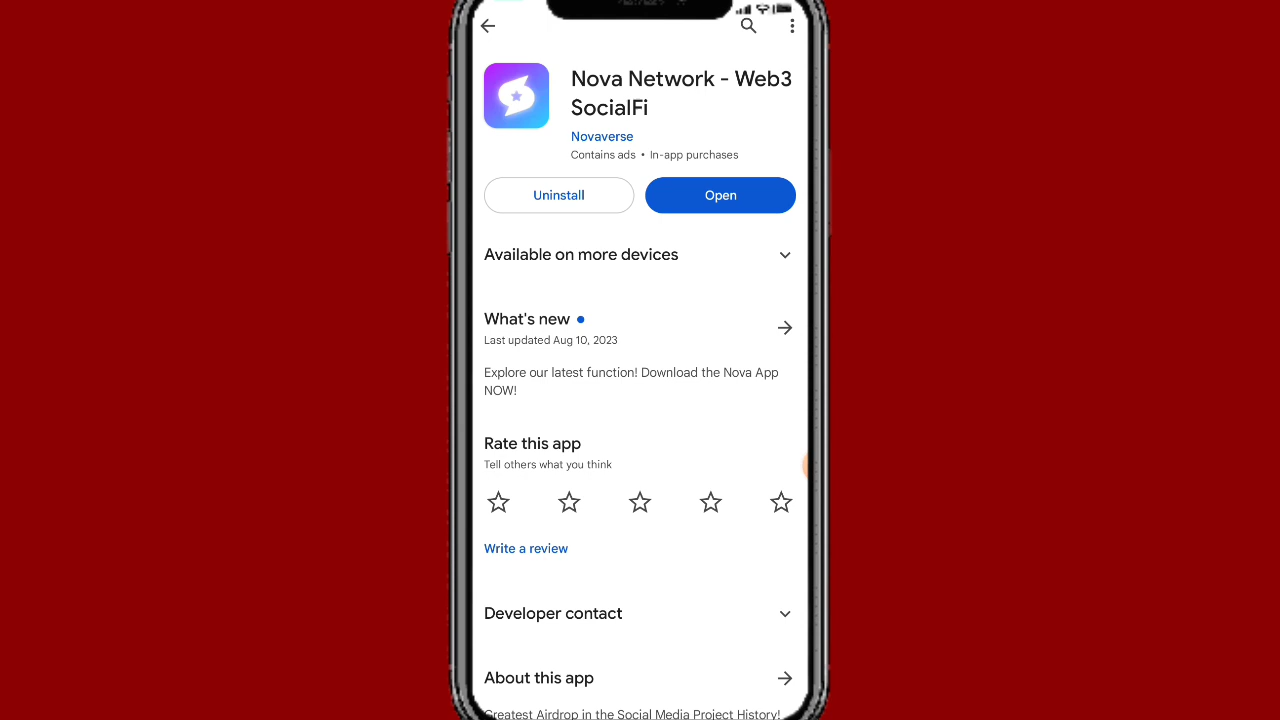 Nova Network - Web3
SocialFi
Novaverse
Contains ads • In-app purchases
Uninstall
Open
Available on more devices
What's new
Last updated Aug 10, 2023
Explore our latest function! Download the Nova App
NOW!
Rate this app
Tell others what you think
Write a review
Developer contact
About this app
Greatest Airdrop in the Social Media Project History!